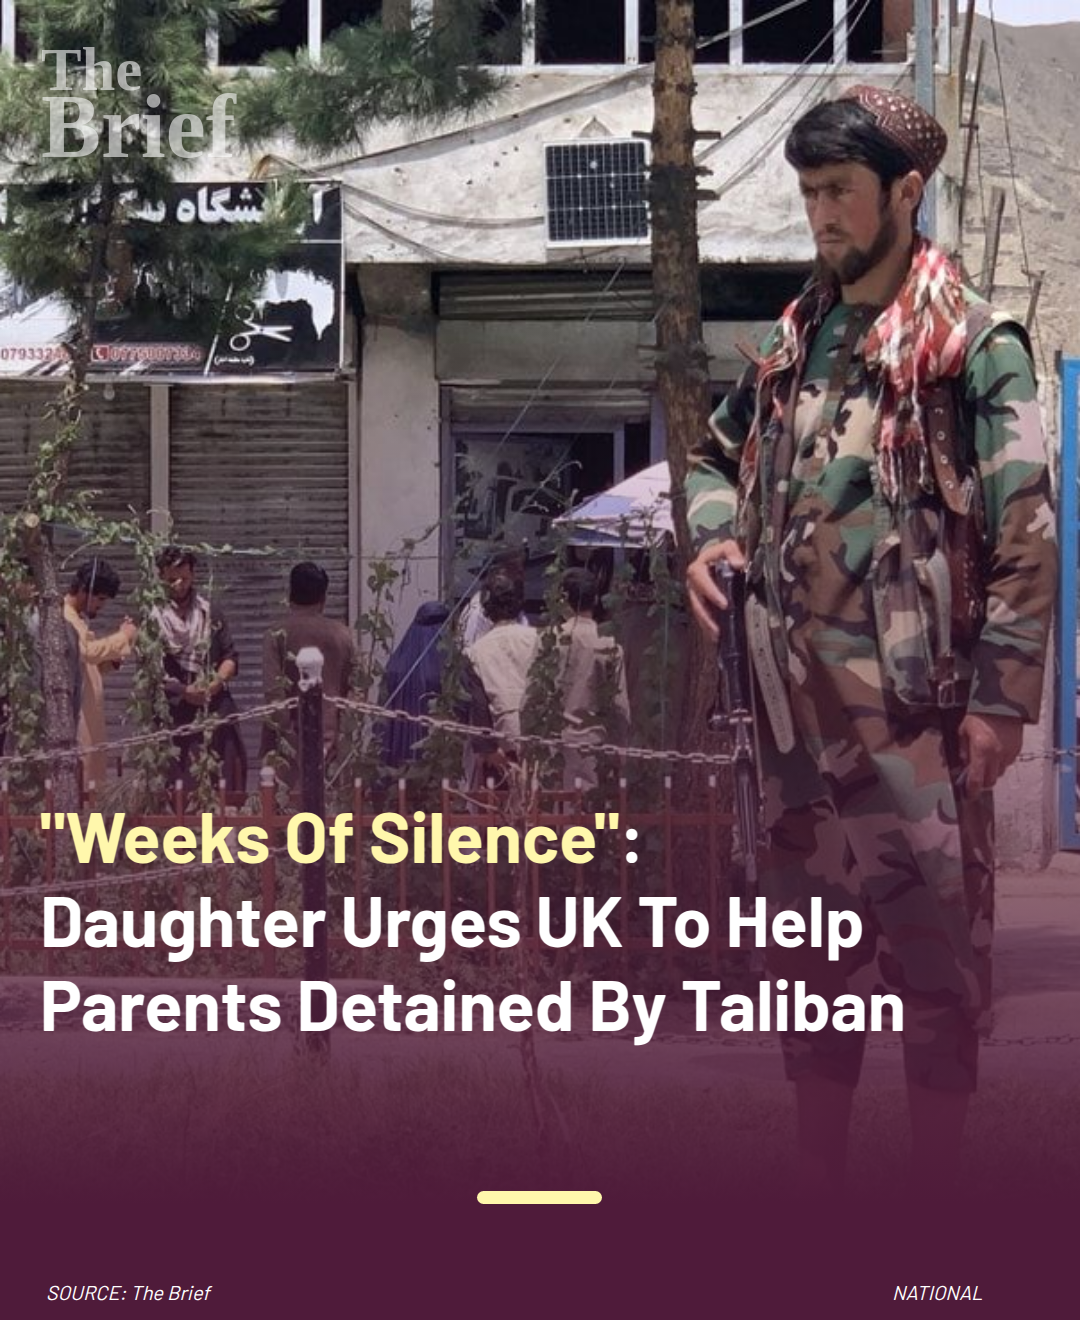 The
Brief
"Weeks Of Silence":
Daughter Urges UK To Help
Parents Detained By Taliban
SOURCE: The Brief
NATIONAL